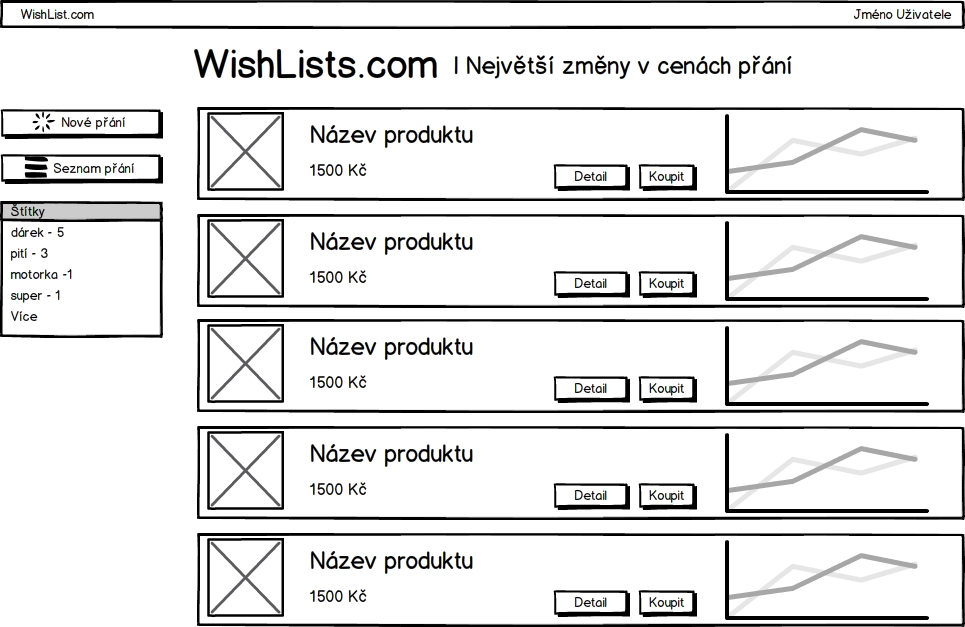 WishList.com
Jméno Uživatele
WishLists.com | Největší změny v cenách přání
Nové přání
Seznam přání
Štítky
dárek - 5
pití - 3
motorka -1
super - 1
Více
Název produktu
1500 Kč
Detail
Koupit
Název produktu
1500 Kč
Detail
Koupit
Název produktu
1500 Kč
Detail
Koupit
Název produktu
1500 Kč
Detail
Koupit
Název produktu
1500 Kč
Detail
Koupit